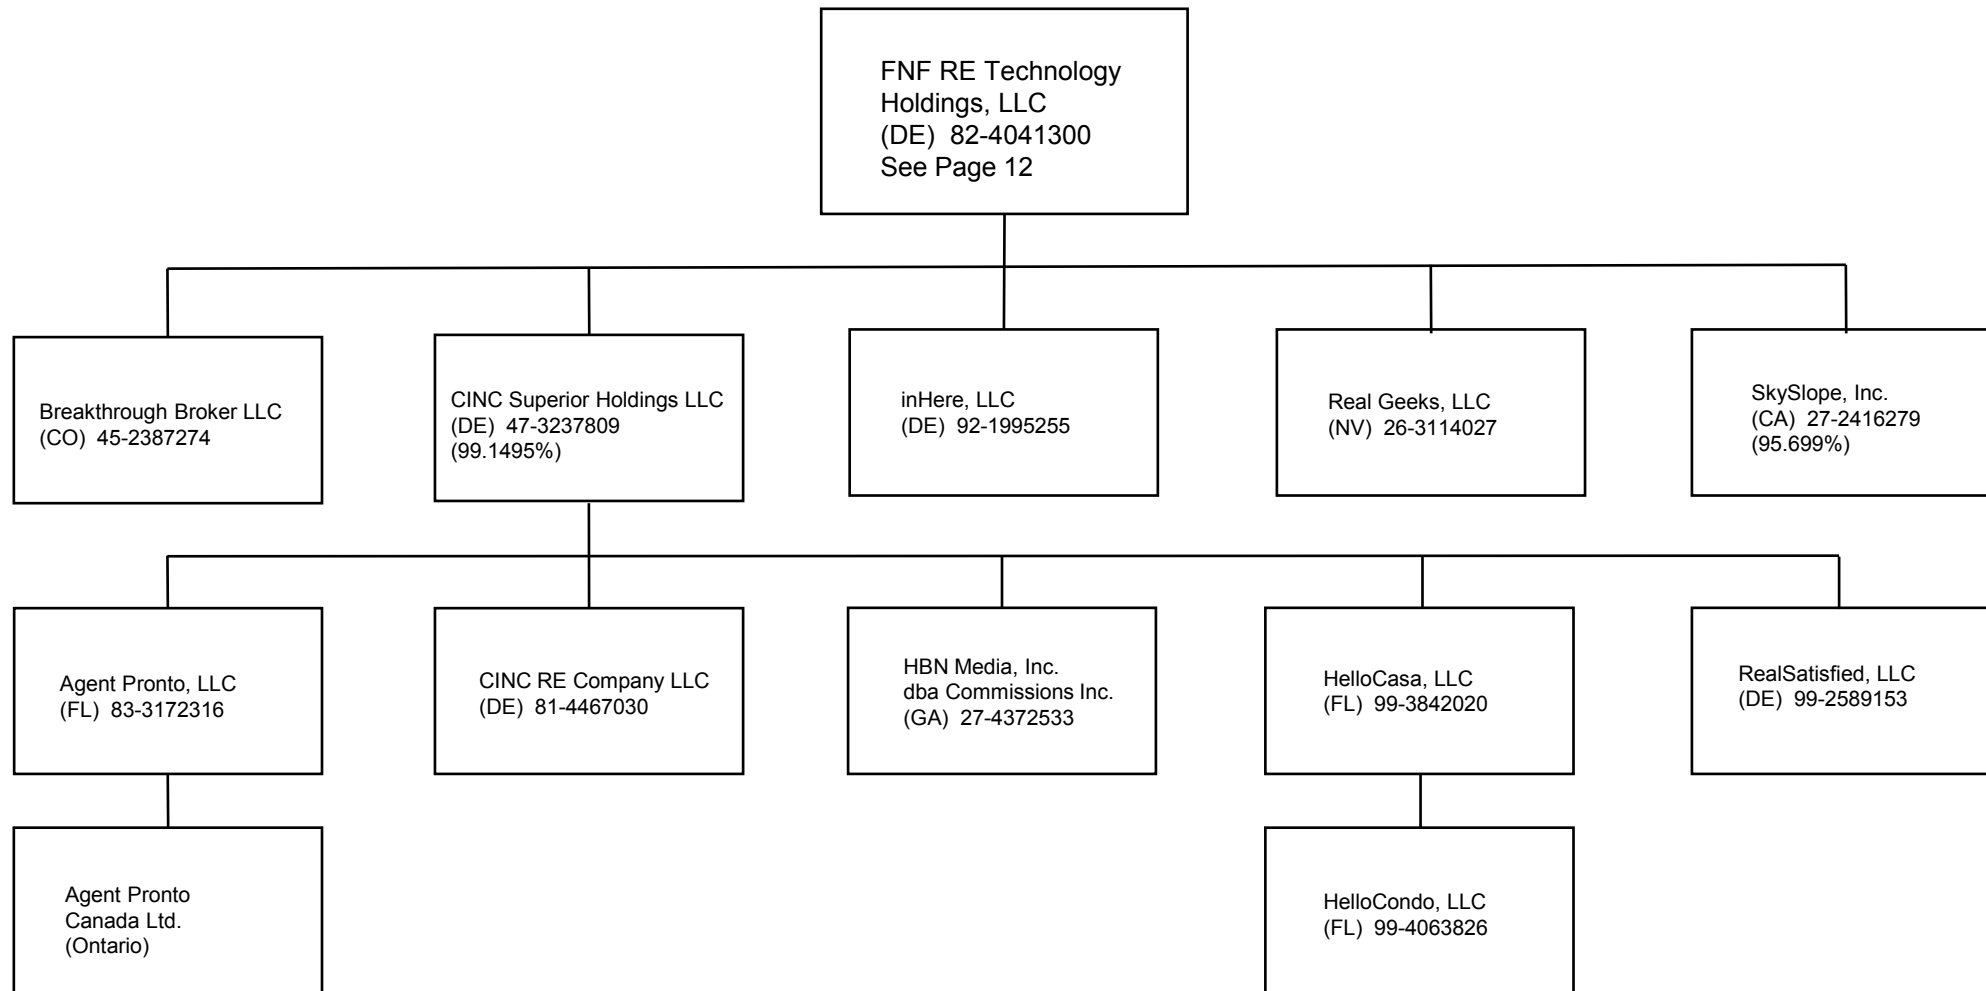 FNF RE Technology
Holdings, LLC
(DE) 82-4041300
See Page 12
Breakthrough Broker LLC
(CO) 45-2387274
CINC Superior Holdings LLC
(DE) 47-3237809
(99.1495%)
inHere, LLC
(DE) 92-1995255
Real Geeks, LLC
(NV) 26-3114027
SkySlope, Inc.
(CA) 27-2416279
(95.699%)
Agent Pronto, LLC
(FL) 83-3172316
CINC RE Company LLC
(DE) 81-4467030
HBN Media, Inc.
dba Commissions Inc.
(GA) 27-4372533
HelloCasa, LLC
(FL) 99-3842020
RealSatisfied, LLC
(DE) 99-2589153
Agent Pronto
Canada Ltd.
(Ontario)
HelloCondo, LLC
(FL) 99-4063826